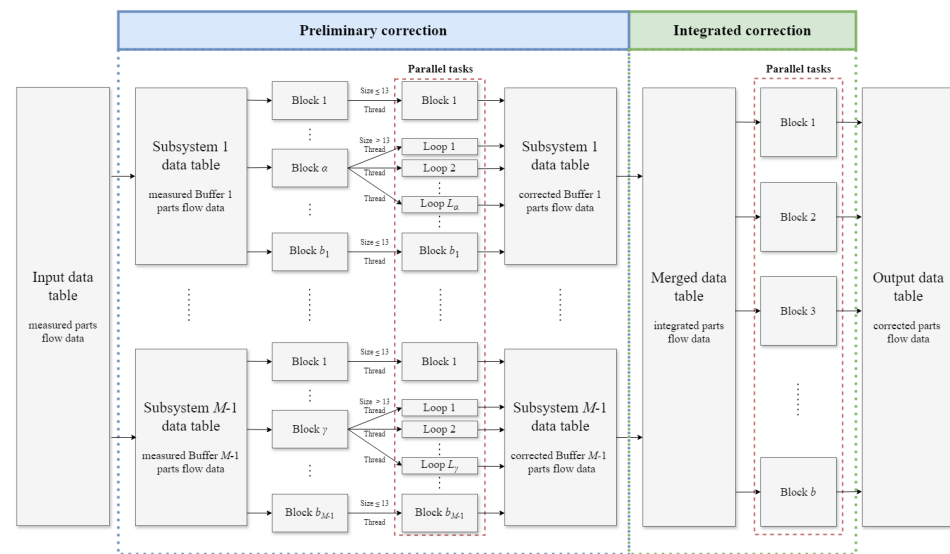 Preliminary correction
Integrated correction
Input data
table
measured parts
flow data
Subsystem 1
data table
measured Buffer 1
parts flow data
Block 1
Size ≤ 13
Thread
Block α
Size > 13
Thread
Thread
Block b1
Size ≤ 13
Thread
Parallel tasks
Block 1
Loop 1
Loop 2
Loop Lα
Block b1
Subsystem 1
data table
corrected Buffer 1
parts flow data
Subsystem M-1
data table
measured Buffer M-1
parts flow data
Block 1
Size ≤ 13
Thread
Block γ
Size > 13
Thread
Thread
Thread
Block bM-1
Size ≤ 13
Thread
Block 1
Loop 1
Loop 2
Loop Lγ
Block bM-1
Subsystem M-1
data table
corrected Buffer M-1
parts flow data
Merged data
table
integrated parts
flow data
Parallel tasks
Block 1
Block 2
Block 3
Block b
Output data
table
corrected parts
flow data